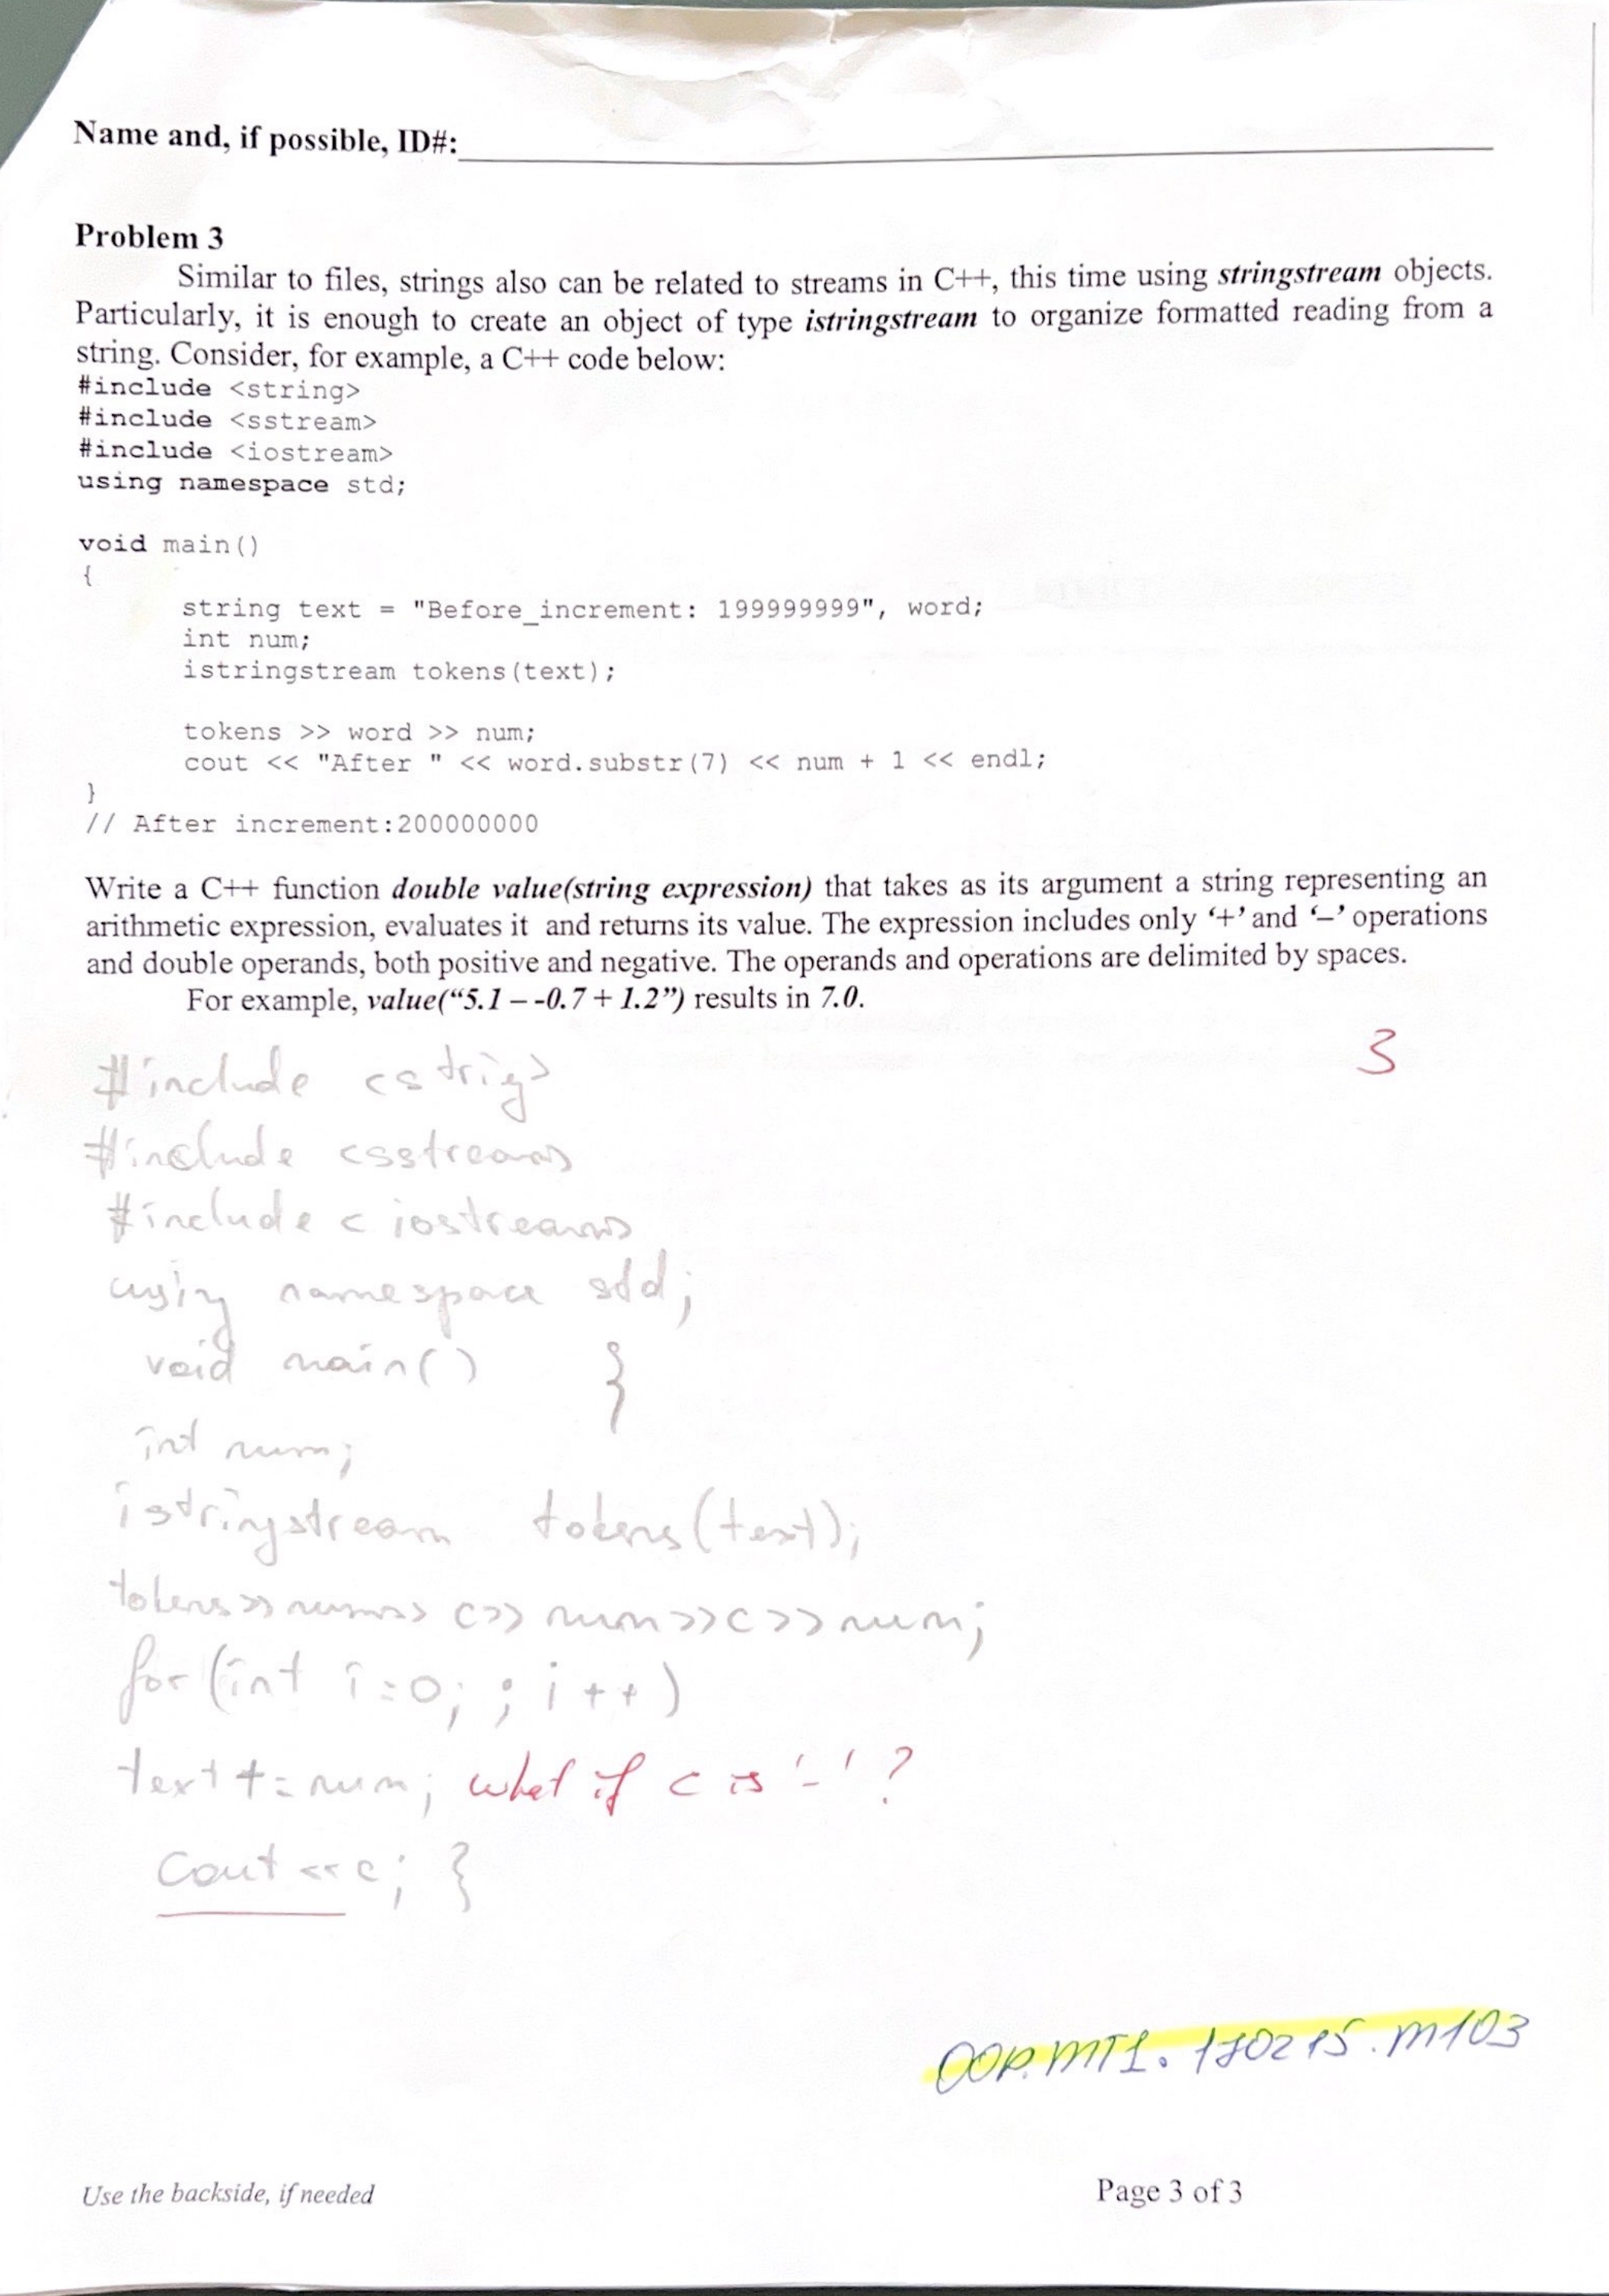 Name and, if possible, ID#:
Problem 3
Similar to files, strings also can be related to streams in C++, this time using stringstream objects.
Particularly, it is enough to create an object of type istringstream to organize formatted reading from a
string. Consider, for example, a C++ code below:
#include <string>
#include <sstream>
#include <iostream>
using namespace std;
void main()
{
string text = "Before_increment: 199999999", word;
int num;
istringstream tokens(text);
tokens >> word >> num;
cout << "After " << word.substr(7) << num + 1 << endl;
}
// After increment:200000000
Write a C++ function double value(string expression) that takes as its argument a string representing an
arithmetic expression, evaluates it and returns its value. The expression includes only ‘+’ and ‘–’ operations
and double operands, both positive and negative. The operands and operations are delimited by spaces.
For example, value(“5.1 – -0.7 + 1.2”) results in 7.0.
3
#include <strig>
#include <sstream>
#include <iostream>
using namespace std;
void main() }
int num;
istringstream tokens(text);
tokens>>num>> c>> num>>c>>num;
for(int i=0; ; i++)
text+=num; what if c is '-' ?
cout<<c; }
OOP.MT1.170215.M103
Use the backside, if needed
Page 3 of 3